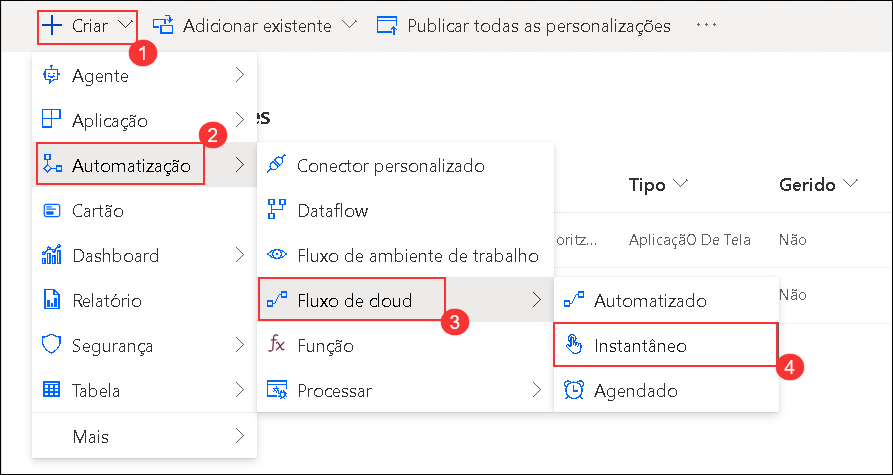 Criar
Adicionar existente
Publicar todas as personalizações
...
1
Agente
Aplicação
es
2
Automatização
Conector personalizado
Tipo
Gerido
Cartão
Dataflow
Dashboard
Fluxo de ambiente de trabalho
oritz...
AplicaçãO De Tela
Não
Relatório
Fluxo de cloud
3
Automatizado
Não
Segurança
fx
Função
Instantâneo
4
Tabela
Processar
Agendado
Mais